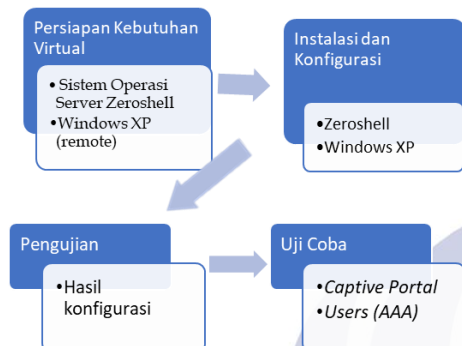 Persiapan Kebutuhan
Virtual
• Sistem Operasi
Server Zeroshell
•Windows XP
(remote)
Instalasi dan
Konfigurasi
•Zeroshell
•Windows XP
Pengujian
•Hasil
konfigurasi
Uji Coba
•Captive Portal
•Users (AAA)